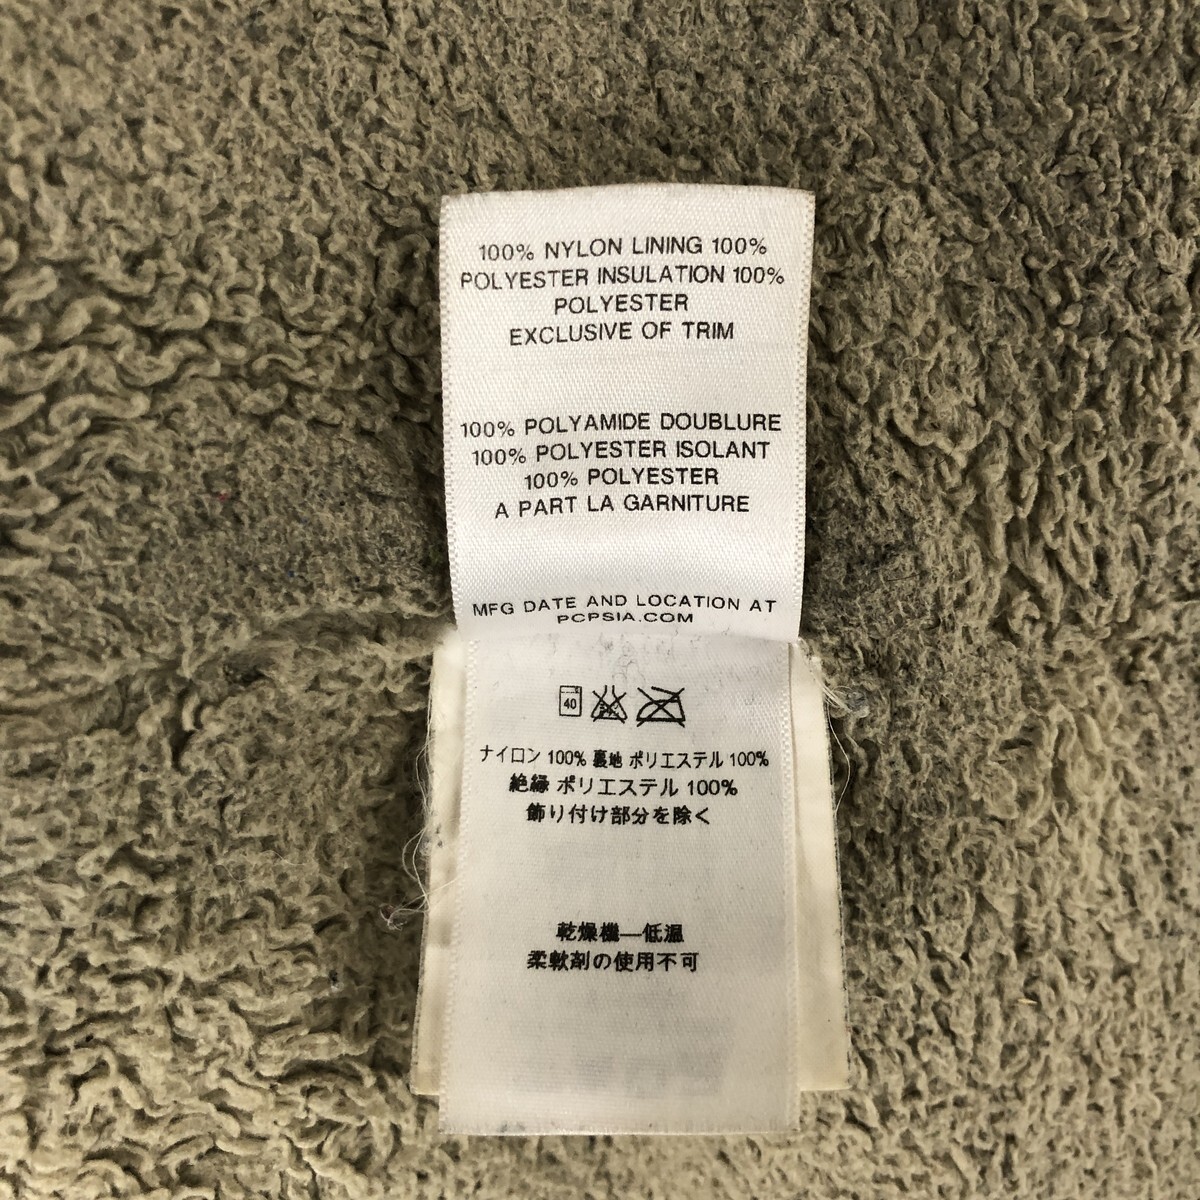 100% NYLON LINING 100%
POLYESTER INSULATION 100%
POLYESTER
EXCLUSIVE OF TRIM
100% POLYAMIDE DOUBLURE
100% POLYESTER ISOLANT
100% POLYESTER
A PART LA GARNITURE
MFG DATE AND LOCATION AT
PCPSIA.COM
40
ナイロン 100% 裏地 ポリエステル 100%
絶縁 ポリエステル 100%
飾り付け部分を除く
乾燥機—低温
柔軟剤の使用不可